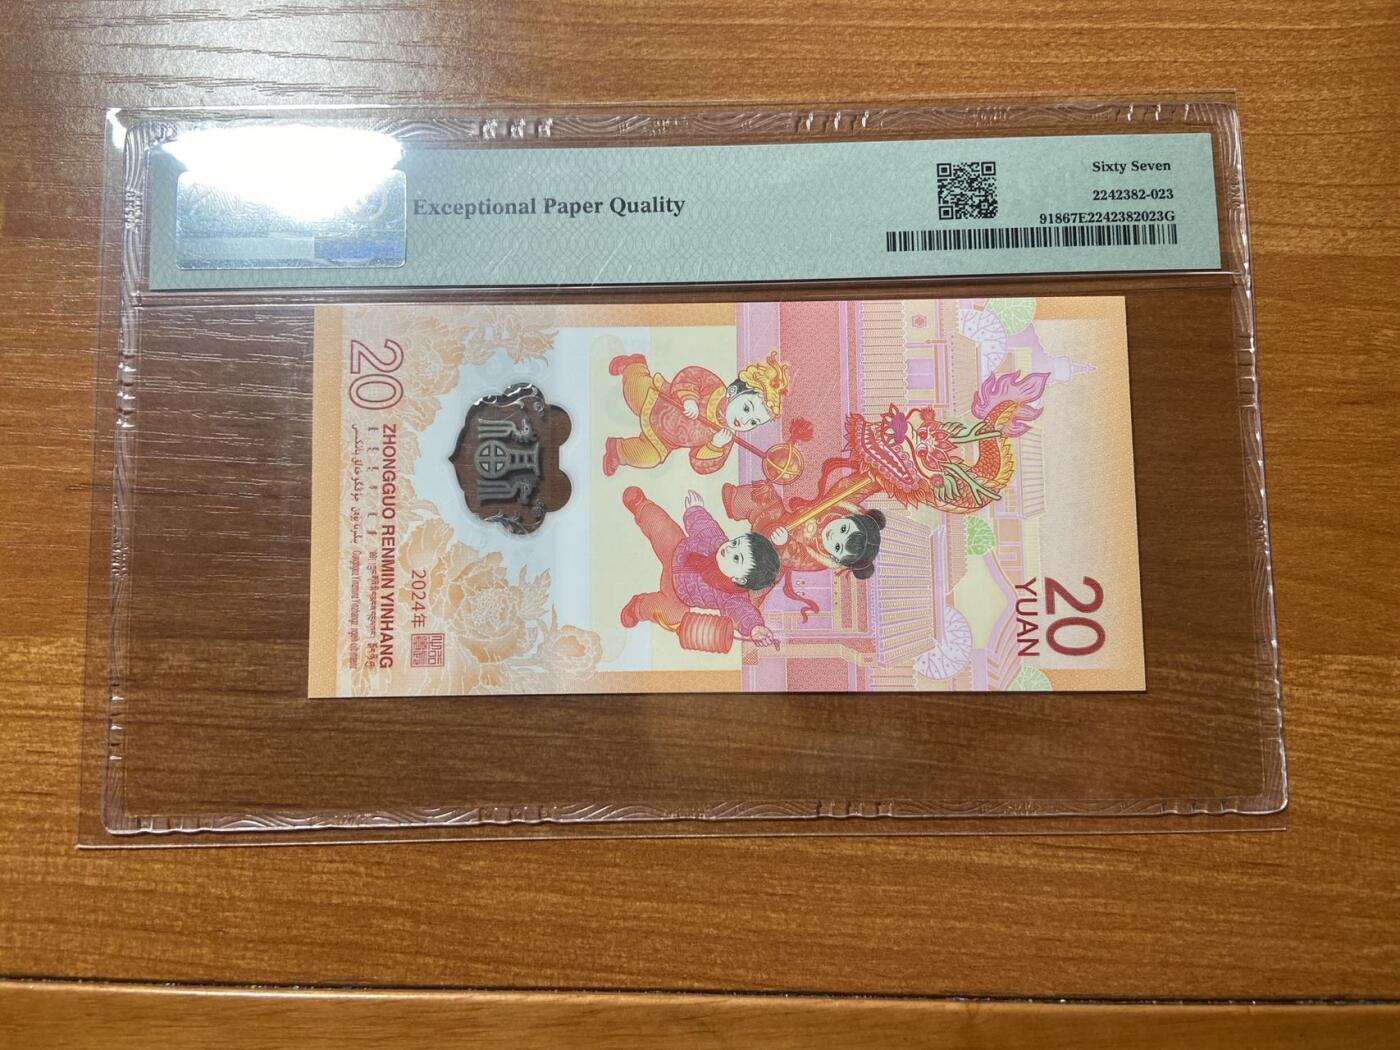 Exceptional Paper Quality
Sixty Seven
2242382-023
91867E2242382023G
20
ZHONGGUO RENMIN YINHANG
2024年
20
YUAN